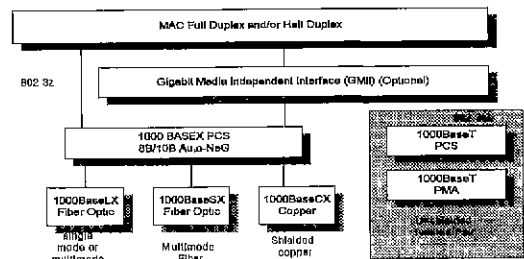 MAC Full Duplex and/or Half Duplex
802 3z
Gigabit Media Independent Interface (GMII) (Optional)
1000 BASEX PCS
8B/10B Auto-NeG
1000BaseLX
Fiber Optic
1000BaseSX
Fiber Optic
1000BaseCX
Copper
single
mode or
multimode
Multimode
Fiber
Shielded
copper
1000BaseT
PCS
1000BaseT
PMA